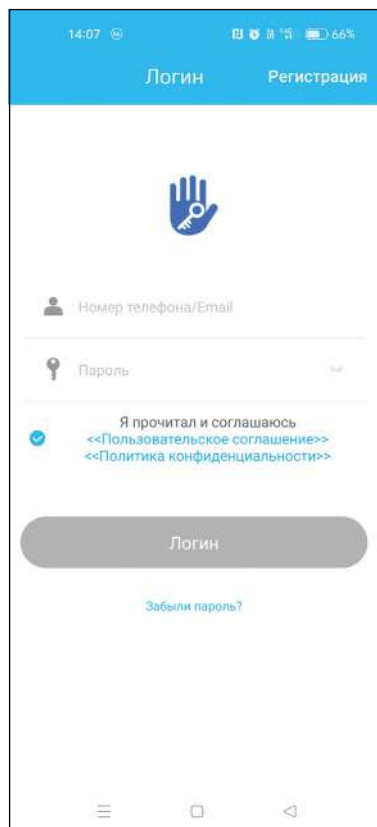 14:07
66%
Логин
Регистрация
Номер телефона/Email
Пароль
Я прочитал и соглашаюсь
<<Пользовательское соглашение>>
<<Политика конфиденциальности>>
Логин
Забыли пароль?